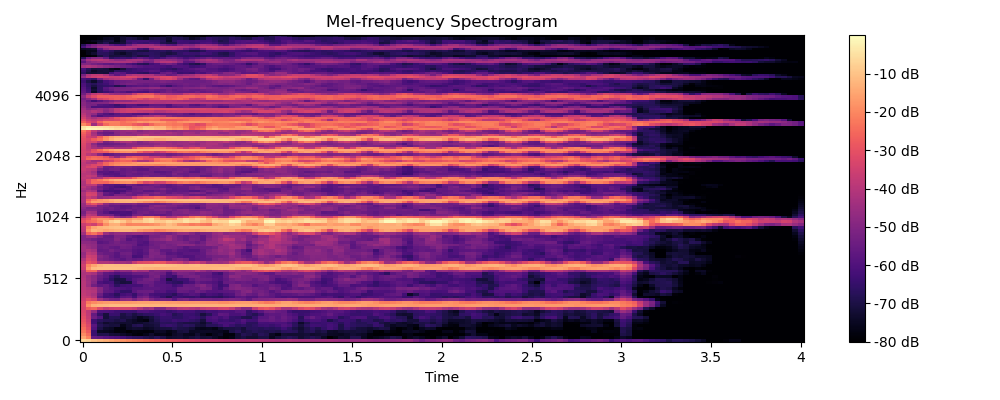 Mel-frequency Spectrogram
Hz
4096
2048
1024
512
0
0
0.5
1
1.5
2
2.5
3
3.5
4
Time
-10 dB
-20 dB
-30 dB
-40 dB
-50 dB
-60 dB
-70 dB
-80 dB